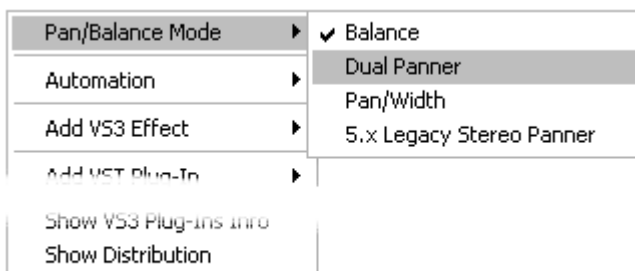 Pan/Balance Mode
Balance
Dual Panner
Pan/Width
5.x Legacy Stereo Panner
Automation
Add VS3 Effect
Add VST Plug-In
Show VS3 Plug-Ins Info
Show Distribution